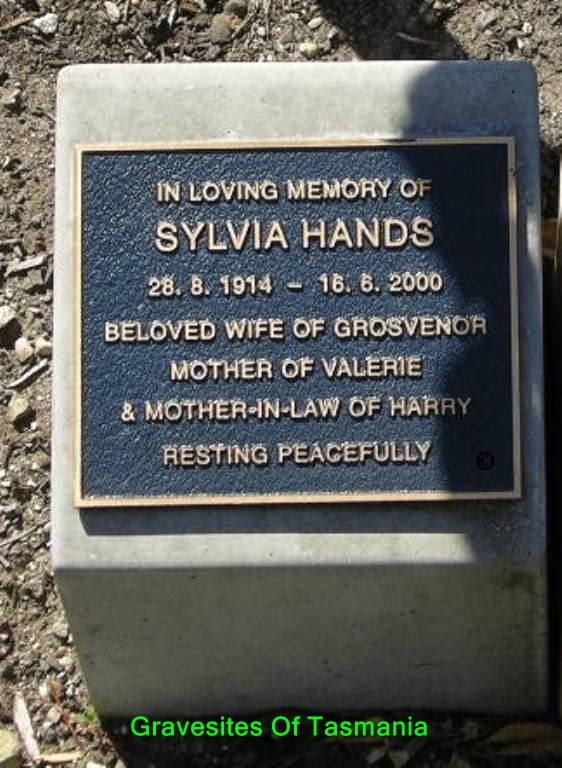 IN LOVING MEMORY OF
SYLVIA HANDS
28. 8. 1914 – 16. 6. 2000
BELOVED WIFE OF GROSVENOR
MOTHER OF VALERIE
& MOTHER-IN-LAW OF HARRY
RESTING PEACEFULLY
©
Gravesites Of Tasmania